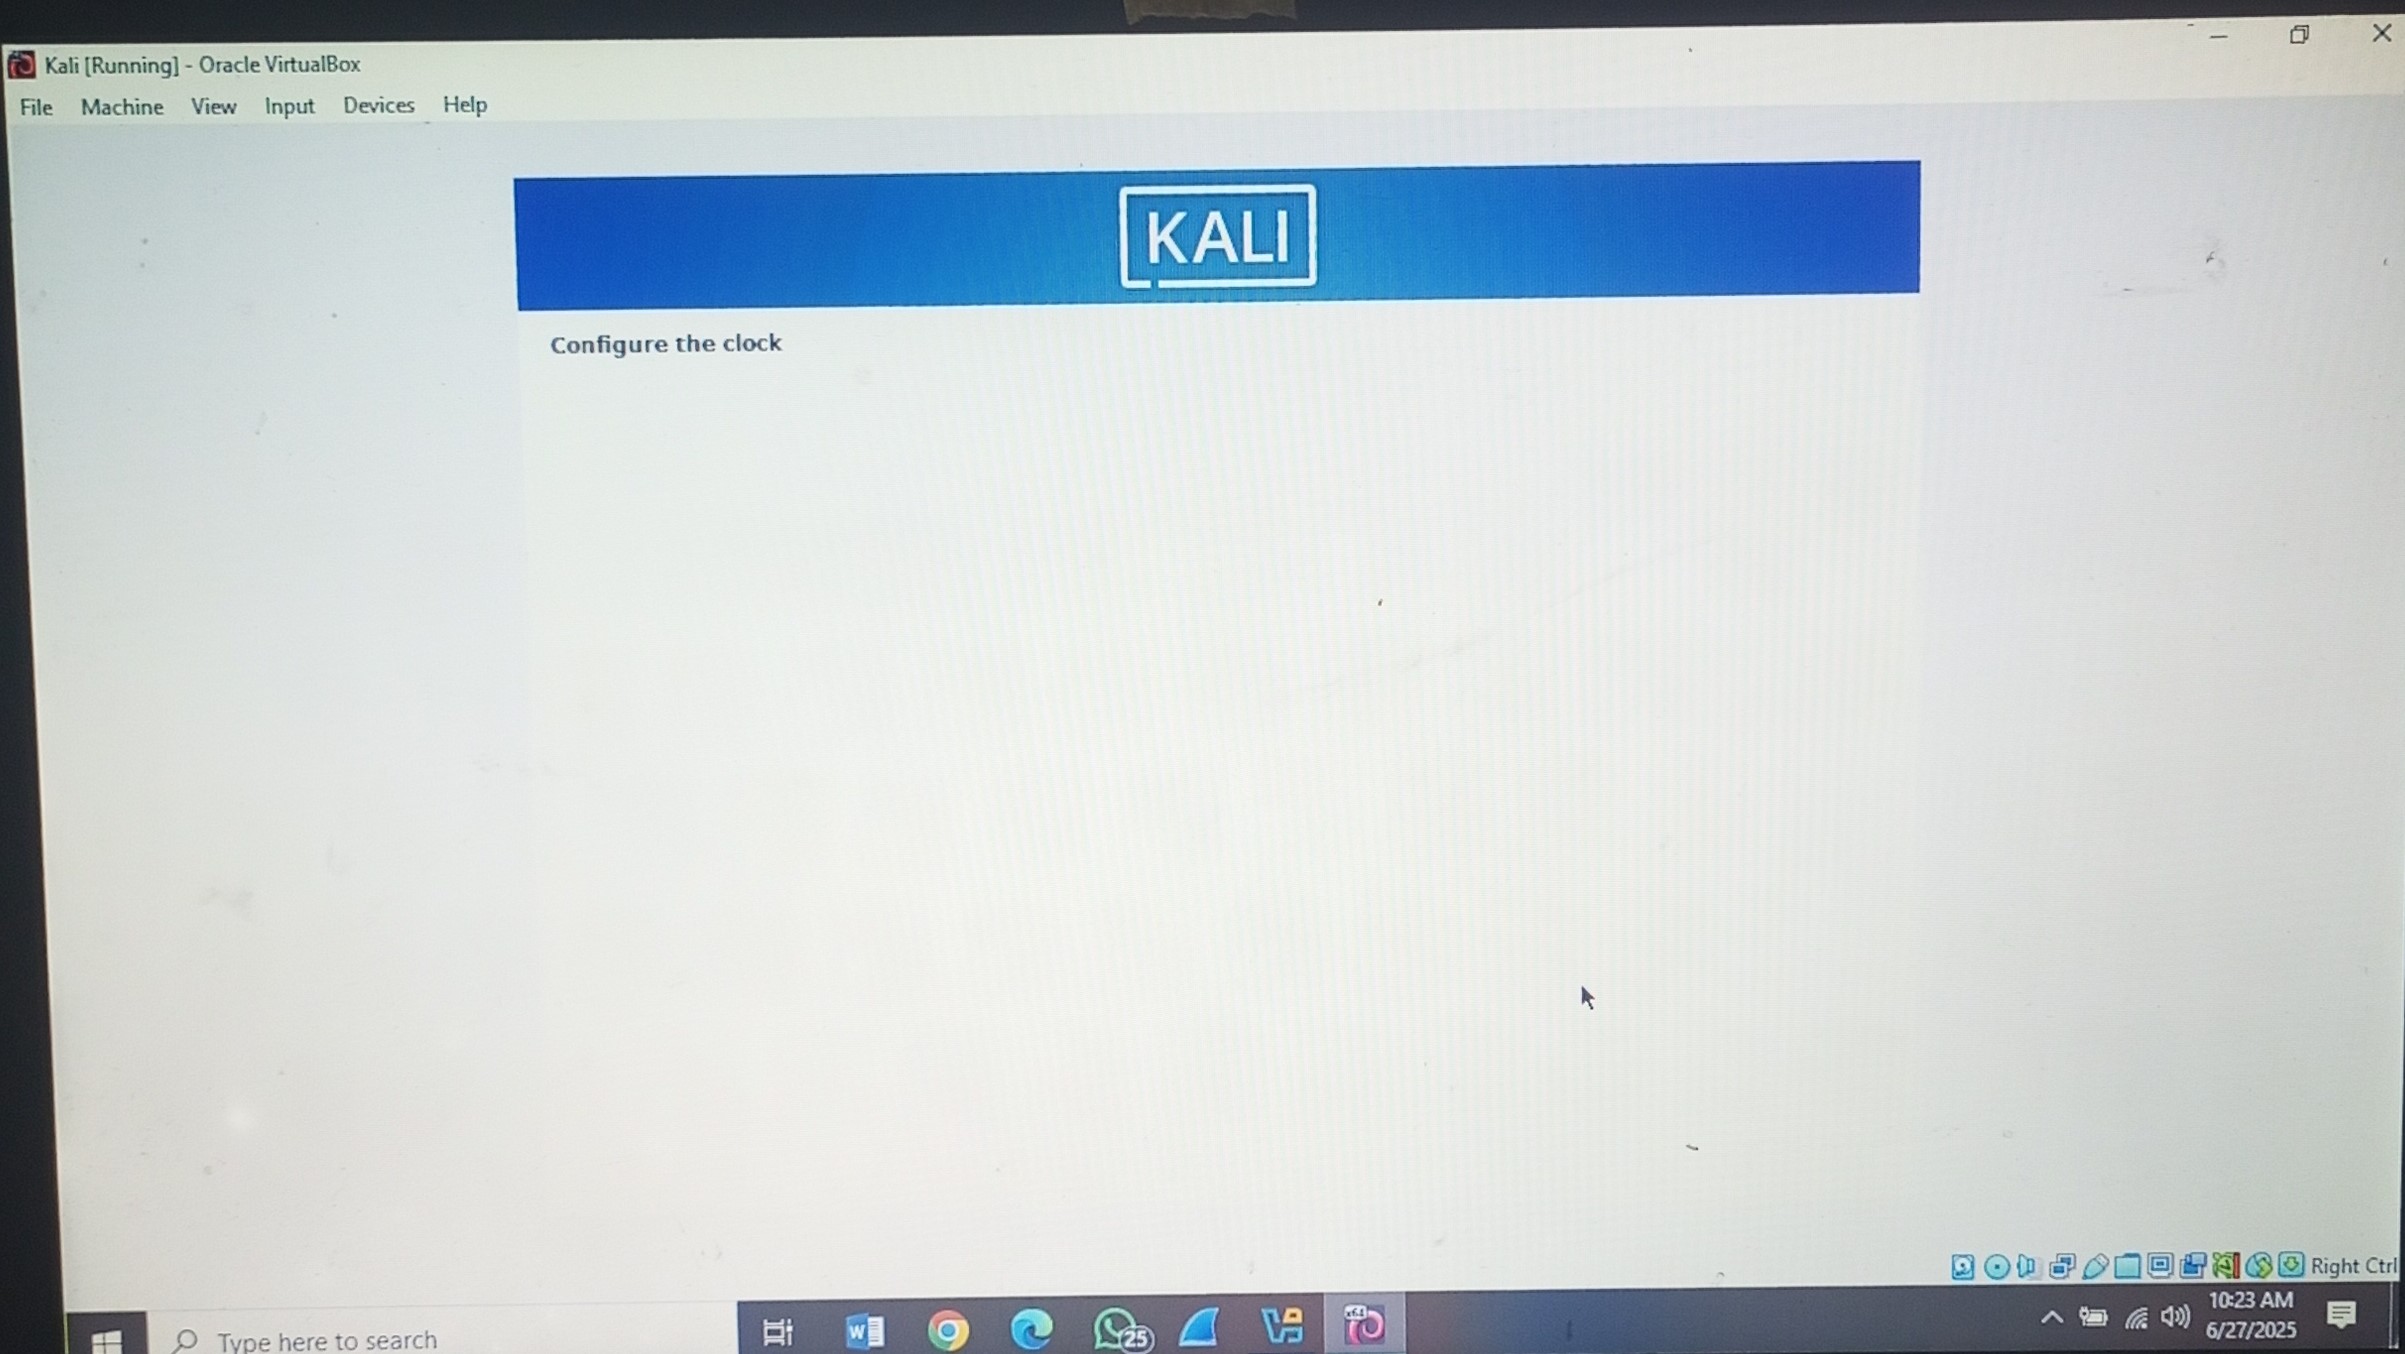 Kali [Running] - Oracle VirtualBox
File Machine View Input Devices Help
KALI
Configure the clock
Right Ctrl
Type here to search
W
25
x64
10:23 AM
6/27/2025